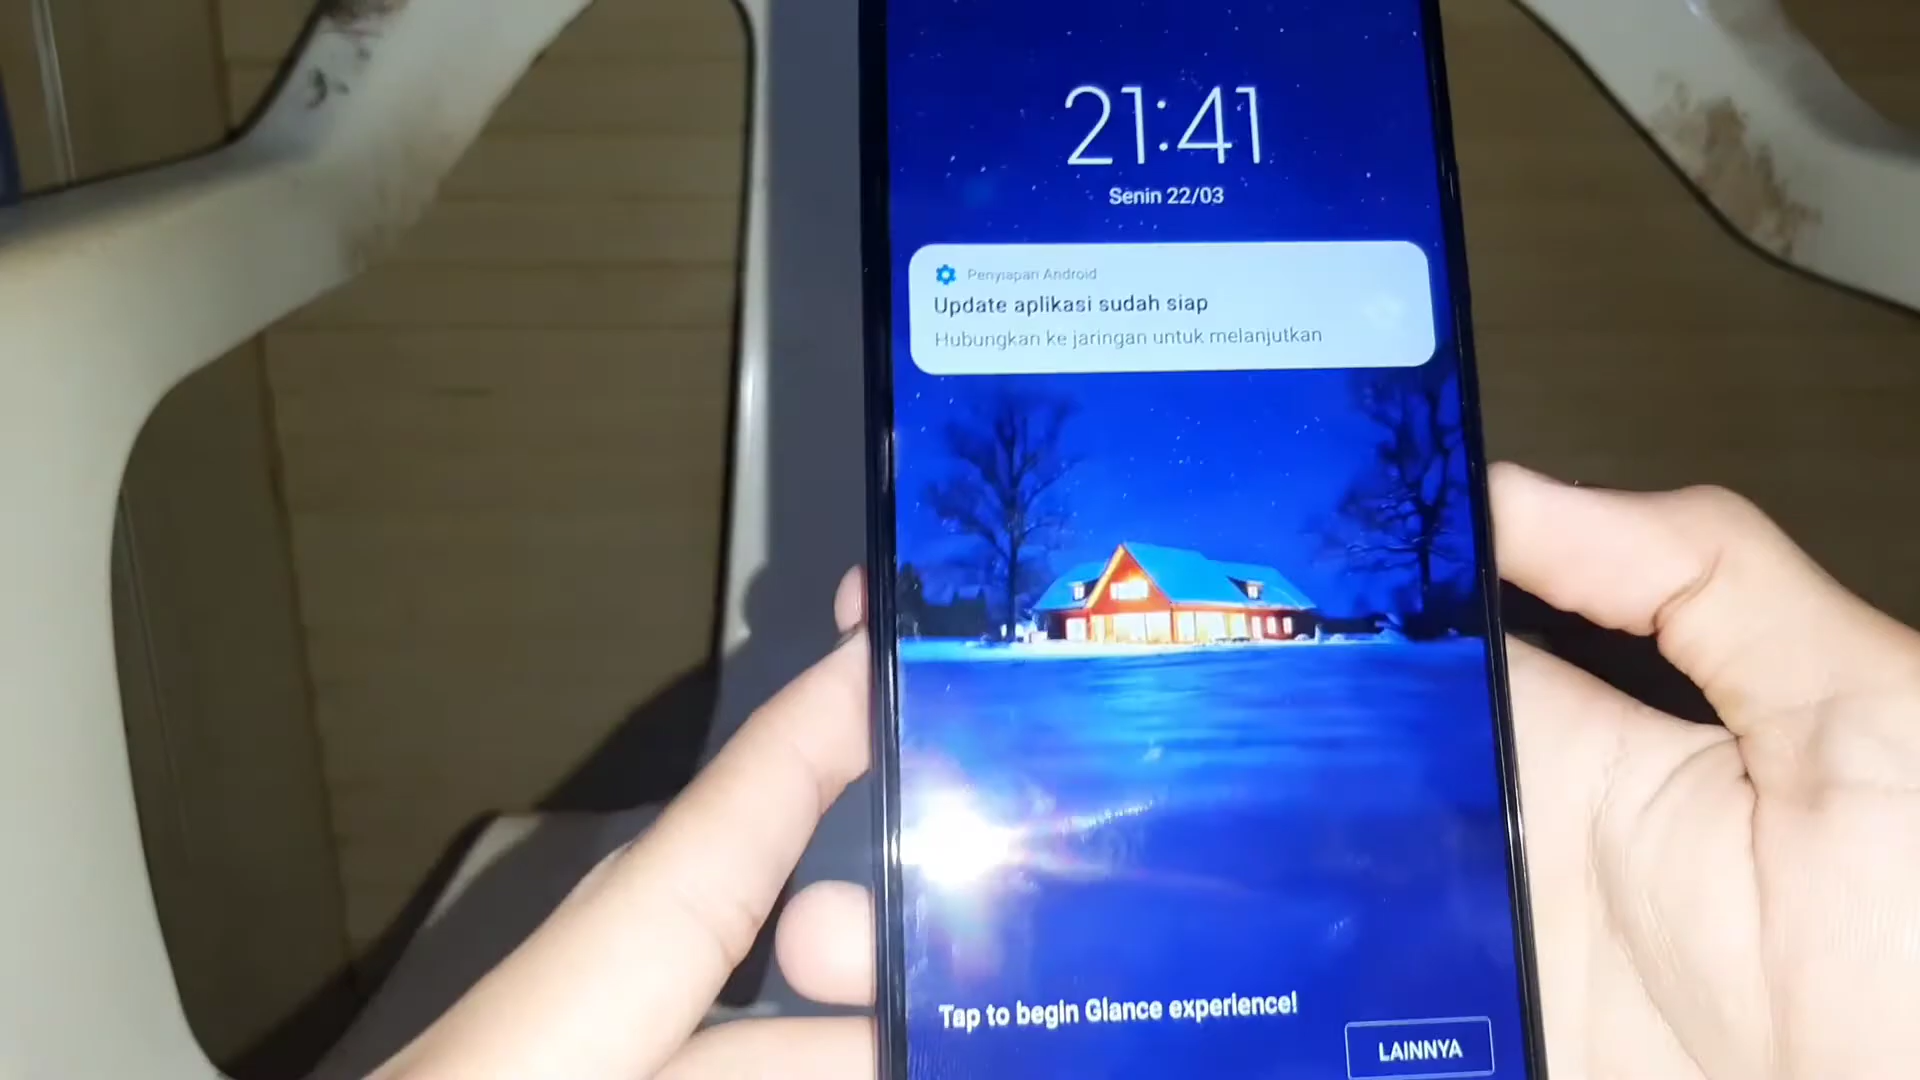 21:41
Senin 22/03
Penyiapan Android
Update aplikasi sudah siap
Hubungkan ke jaringan untuk melanjutkan
Tap to begin Glance experience!
LAINNYA